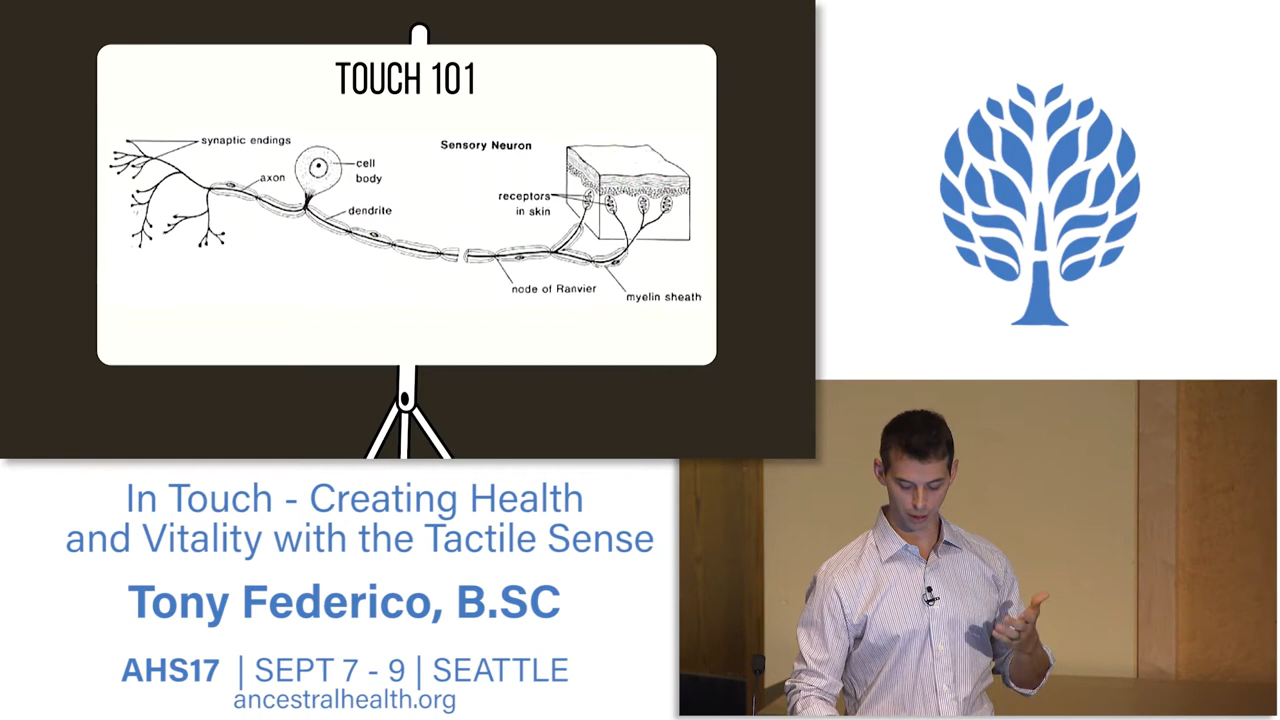 TOUCH 101
synaptic endings
axon
cell
body
dendrite
Sensory Neuron
receptors
in skin
node of Ranvier
myelin sheath
In Touch - Creating Health
and Vitality with the Tactile Sense
Tony Federico, B.SC
AHS17 | SEPT 7 - 9 | SEATTLE
ancestralhealth.org